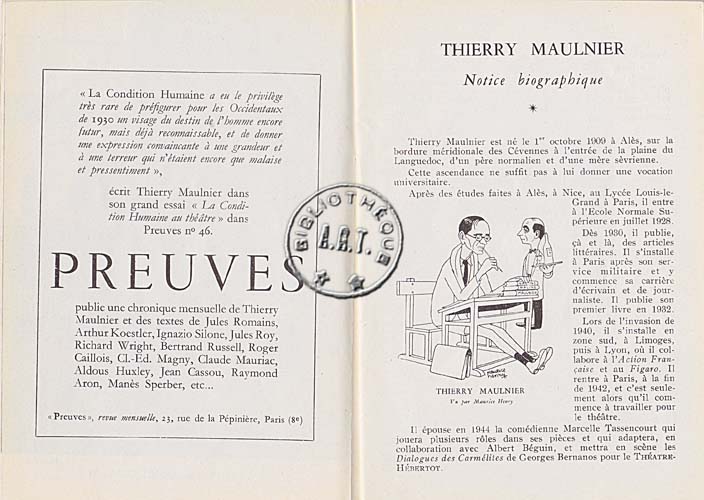 « La Condition Humaine a eu le privilège
très rare de préfigurer pour les Occidentaux
de 1930 un visage du destin de l'homme encore
futur, mais déjà reconnaissable, et de donner
une expression convaincante à une grandeur et
à une terreur qui n'étaient encore que malaise
et pressentiment »,
écrit Thierry Maulnier dans
son grand essai « La Condi-
tion Humaine au théâtre » dans
Preuves nº 46.
PREUVES
publie une chronique mensuelle de Thierry
Maulnier et des textes de Jules Romains,
Arthur Koestler, Ignazio Silone, Jules Roy,
Richard Wright, Bertrand Russell, Roger
Caillois, Cl.-Ed. Magny, Claude Mauriac,
Aldous Huxley, Jean Cassou, Raymond
Aron, Manès Sperber, etc...
« Preuves », revue mensuelle, 23, rue de la Pépinière, Paris (8e)
BIBLIOTHÈQUE
A.R.T.
THIERRY MAULNIER
Notice biographique
Thierry Maulnier est né le 1er octobre 1909 à Alès, sur la
bordure méridionale des Cévennes à l'entrée de la plaine du
Languedoc, d'un père normalien et d'une mère sèvrienne.
Cette ascendance ne suffit pas à lui donner une vocation
universitaire.
Après des études faites à Alès, à Nice, au Lycée Louis-le-
Grand à Paris, il entre
à l'Ecole Normale Su-
périeure en juillet 1928.
Dès 1930, il publie,
çà et là, des articles
littéraires. Il s'installe
à Paris après son ser-
vice militaire et y
commence sa carrière
d'écrivain et de jour-
naliste. Il publie son
premier livre en 1932.
Lors de l'invasion de
1940, il s'installe en
zone sud, à Limoges,
puis à Lyon, où il col-
labore à l'Action Fran-
çaise et au Figaro. Il
rentre à Paris, à la fin
de 1942, et c'est seule-
ment alors qu'il com-
mence à travailler pour
le théâtre.
THIERRY MAULNIER
Vu par Maurice Henry
Il épouse en 1944 la comédienne Marcelle Tassencourt qui
jouera plusieurs rôles dans ses pièces et qui adaptera, en
collaboration avec Albert Béguin, et mettra en scène les
Dialogues des Carmélites de Georges Bernanos pour le THÉATRE-
HÉBERTOT.